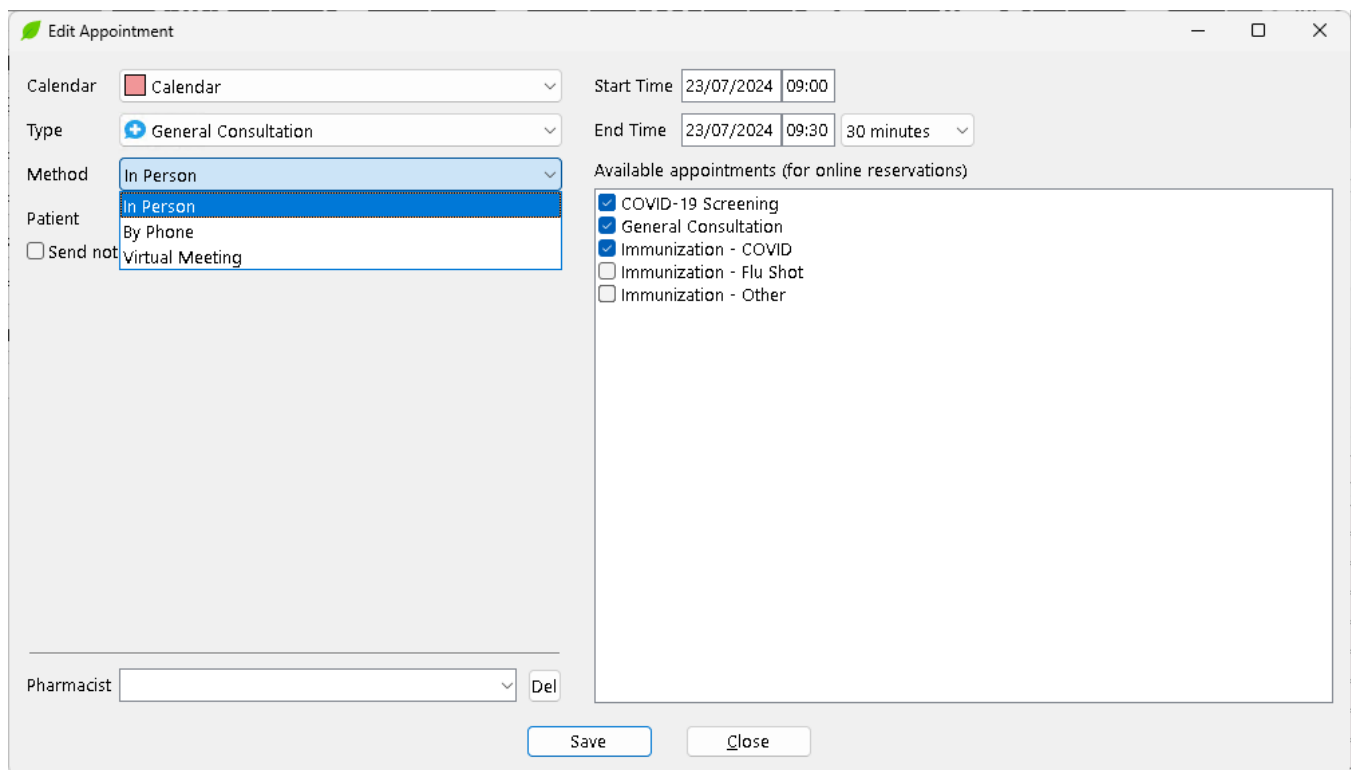 Edit Appointment
Calendar Calendar
Type General Consultation
Method In Person
In Person
By Phone
Virtual Meeting
Patient
Send not
Pharmacist Del
Start Time 23/07/2024 09:00
End Time 23/07/2024 09:30 30 minutes
Available appointments (for online reservations)
COVID-19 Screening
General Consultation
Immunization - COVID
Immunization - Flu Shot
Immunization - Other
Save Close